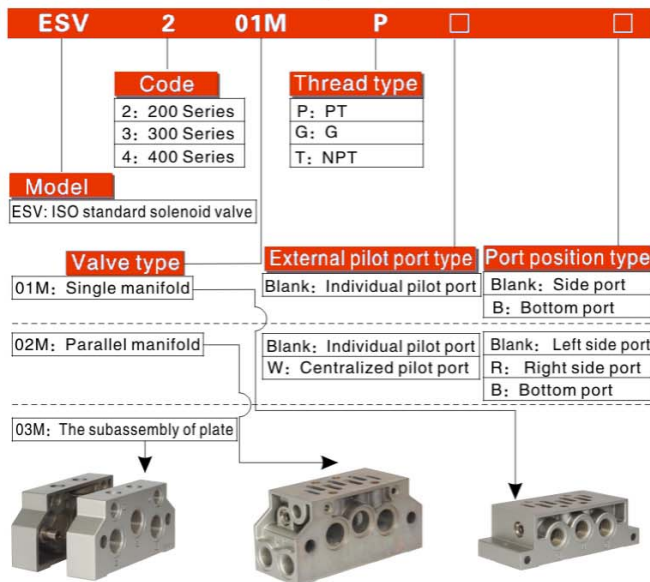 ESV 2 01M P □ □
Code
2: 200 Series
3: 300 Series
4: 400 Series
Thread type
P: PT
G: G
T: NPT
Model
ESV: ISO standard solenoid valve
Valve type
External pilot port type
Port position type
01M: Single manifold
Blank: Individual pilot port
Blank: Side port
B: Bottom port
02M: Parallel manifold
Blank: Individual pilot port
W: Centralized pilot port
Blank: Left side port
R: Right side port
B: Bottom port
03M: The subassembly of plate